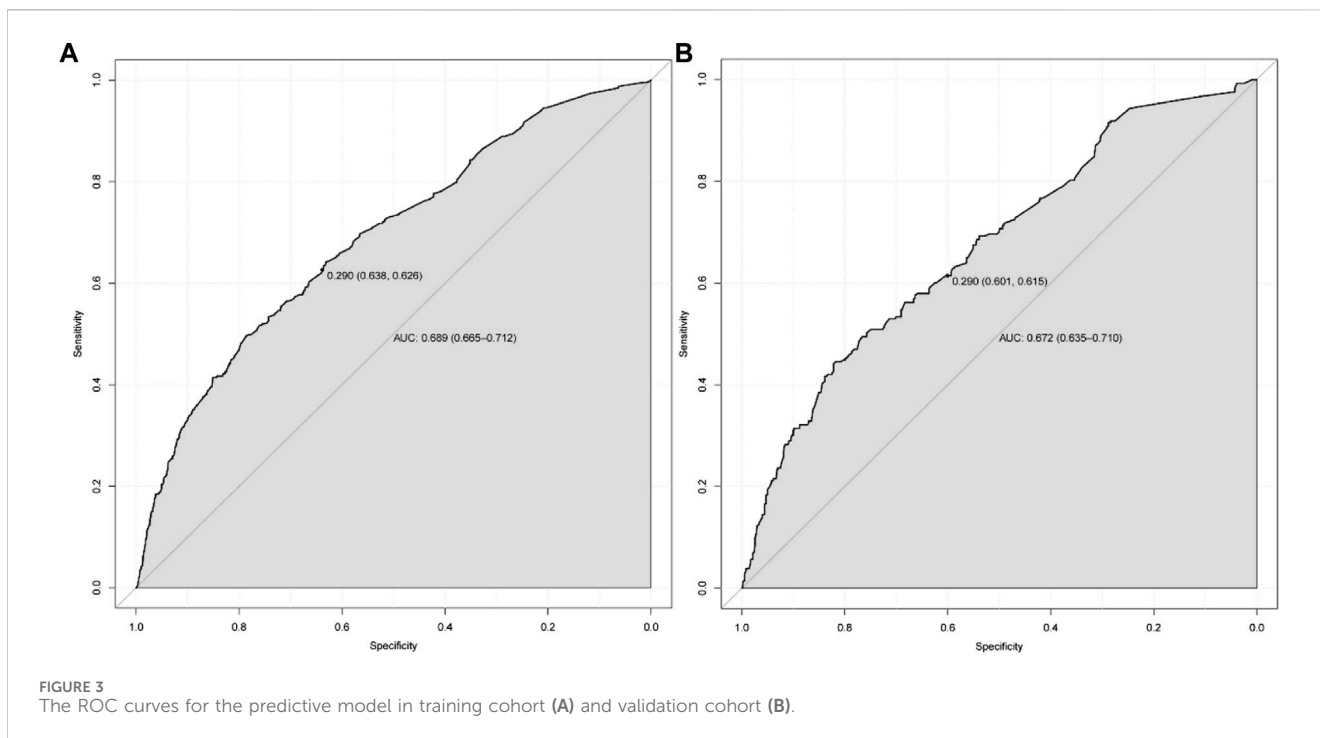 A
1.0
0.8
0.6
0.4
0.2
0.0
Sensitivity
0.290 (0.638, 0.626)
AUC: 0.689 (0.665–0.712)
1.0 0.8 0.6 0.4 0.2 0.0
Specificity
B
1.0
0.8
0.6
0.4
0.2
0.0
Sensitivity
0.290 (0.601, 0.615)
AUC: 0.672 (0.635–0.710)
1.0 0.8 0.6 0.4 0.2 0.0
Specificity
FIGURE 3
The ROC curves for the predictive model in training cohort (A) and validation cohort (B).